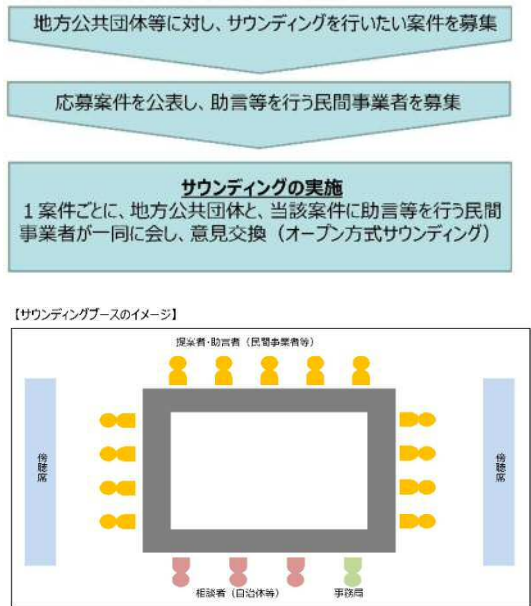 地方公共団体等に対し、サウンディングを行いたい案件を募集
応募案件を公表し、助言等を行う民間事業者を募集
サウンディングの実施
１案件ごとに、地方公共団体と、当該案件に助言等を行う民間
事業者が一同に会し、意見交換（オープン方式サウンディング）
【サウンディングブースのイメージ】
提案者・助言者（民間事業者等）
傍聴席
傍聴席
相談者（自治体等）
事務局